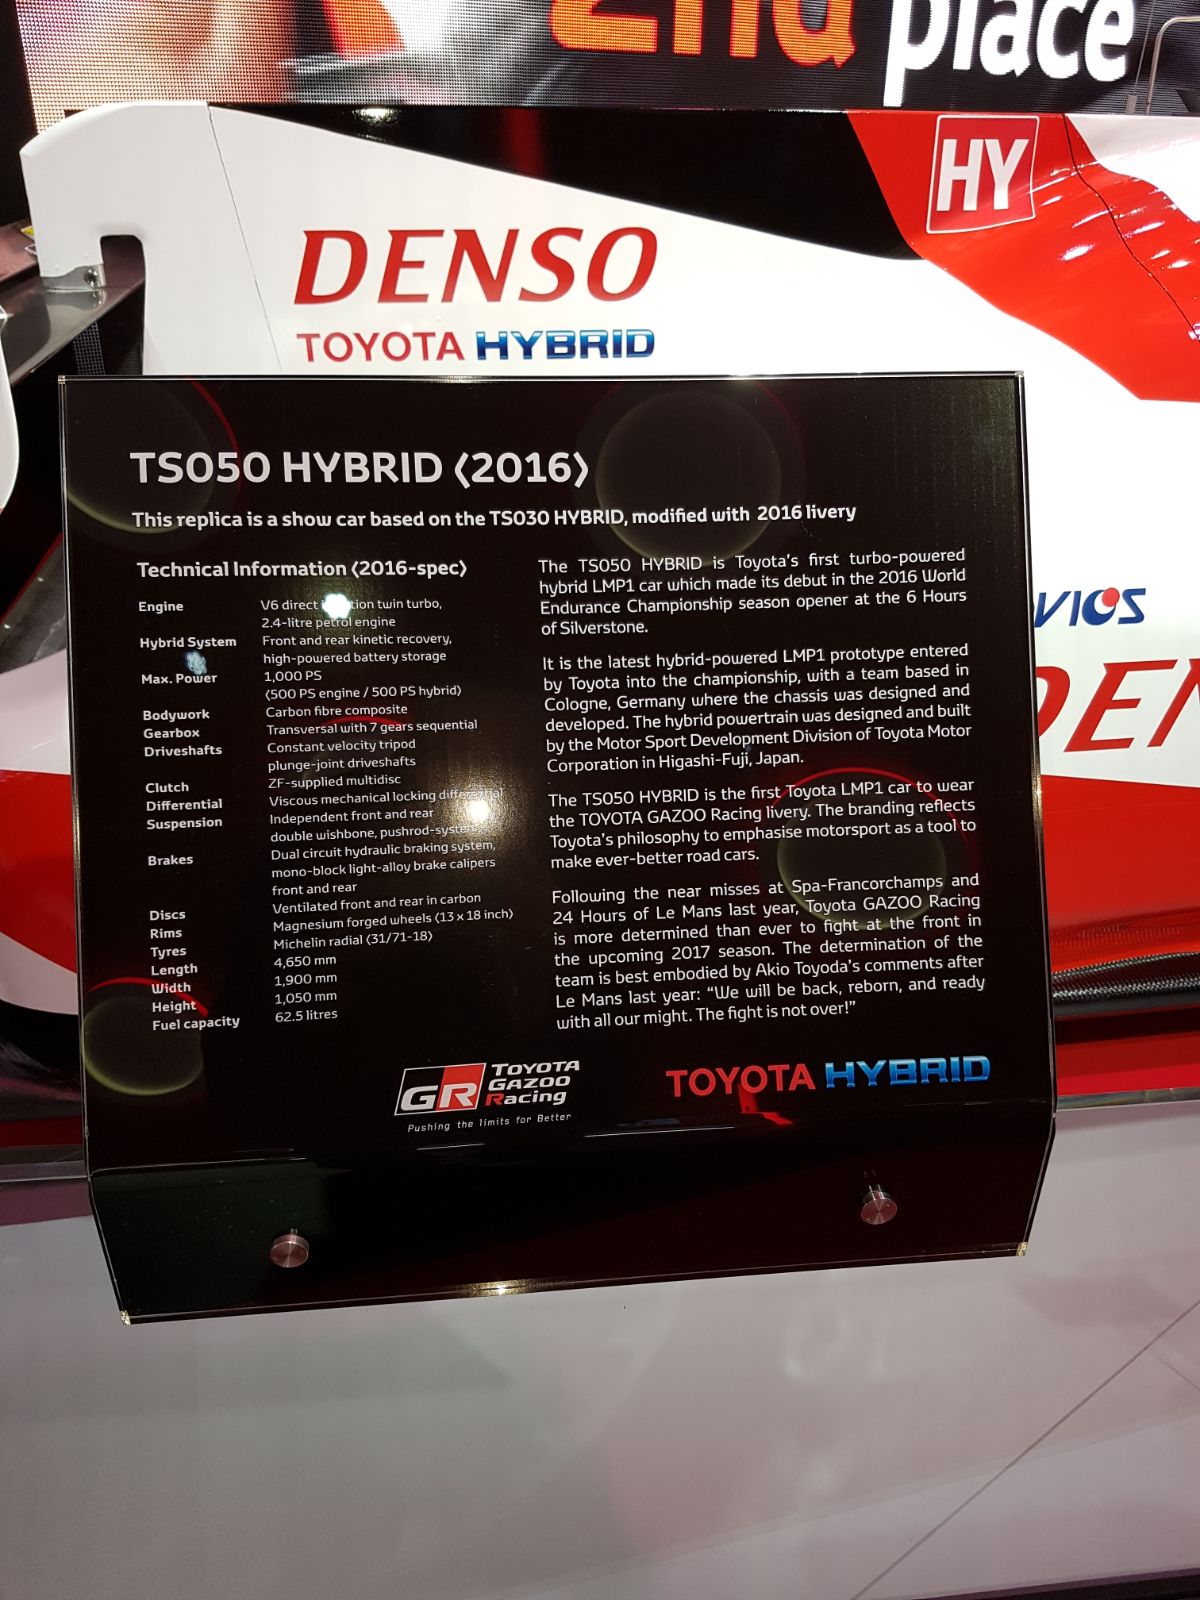 2nd place
HY
DENSO
TOYOTA HYBRID
VICS
DEN
TS050 HYBRID ⟨2016⟩
This replica is a show car based on the TS030 HYBRID, modified with 2016 livery
Technical Information ⟨2016-spec⟩
Engine V6 direct twin turbo,
2.4-litre petrol engine
Hybrid System Front and rear kinetic recovery,
high-powered battery storage
Max. Power 1,000 PS
⟨500 PS engine / 500 PS hybrid⟩
Bodywork Carbon fibre composite
Gearbox Transversal with 7 gears sequential
Driveshafts Constant velocity tripod
plunge-joint driveshafts
Clutch ZF-supplied multidisc
Differential Viscous mechanical locking differential
Suspension Independent front and rear
double wishbone, pushrod-system
Brakes Dual circuit hydraulic braking system,
mono-block light-alloy brake calipers
front and rear
Discs Ventilated front and rear in carbon
Rims Magnesium forged wheels ⟨13 x 18 inch⟩
Tyres Michelin radial ⟨31/71-18⟩
Length 4,650 mm
Width 1,900 mm
Height 1,050 mm
Fuel capacity 62.5 litres
The TS050 HYBRID is Toyota's first turbo-powered
hybrid LMP1 car which made its debut in the 2016 World
Endurance Championship season opener at the 6 Hours
of Silverstone.
It is the latest hybrid-powered LMP1 prototype entered
by Toyota into the championship, with a team based in
Cologne, Germany where the chassis was designed and
developed. The hybrid powertrain was designed and built
by the Motor Sport Development Division of Toyota Motor
Corporation in Higashi-Fuji, Japan.
The TS050 HYBRID is the first Toyota LMP1 car to wear
the TOYOTA GAZOO Racing livery. The branding reflects
Toyota's philosophy to emphasise motorsport as a tool to
make ever-better road cars.
Following the near misses at Spa-Francorchamps and
24 Hours of Le Mans last year, Toyota GAZOO Racing
is more determined than ever to fight at the front in
the upcoming 2017 season. The determination of the
team is best embodied by Akio Toyoda's comments after
Le Mans last year: "We will be back, reborn, and ready
with all our might. The fight is not over!"
GR TOYOTA
GAZOO
Racing
Pushing the limits for Better
TOYOTA HYBRID